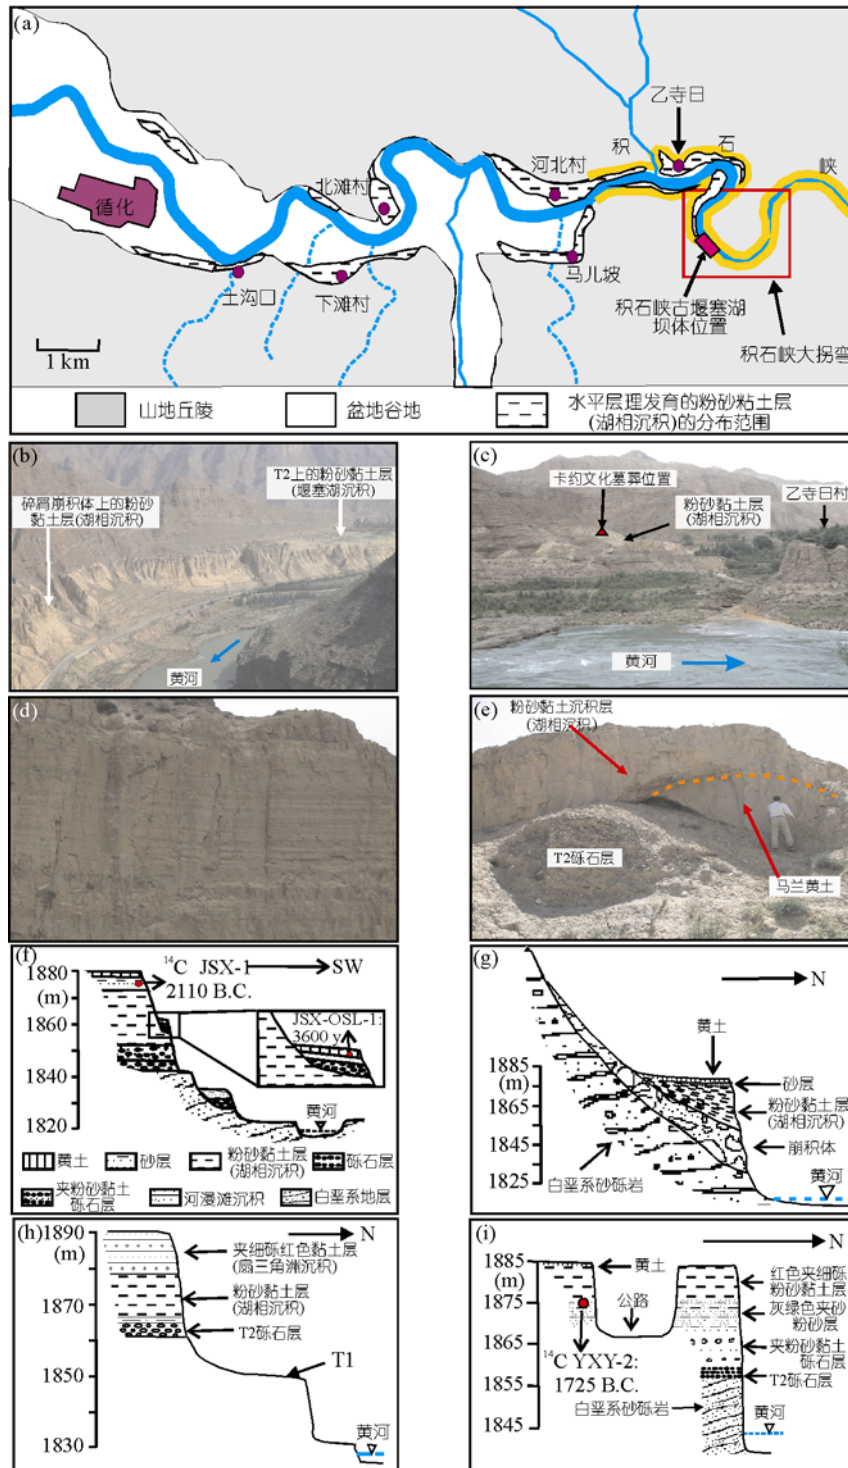 (a)
乙寺日
积
石
峡
河北村
北滩村
循化
土沟口
下滩村
马儿坡
积石峡古堰塞湖
坝体位置
积石峡大拐弯
1 km
山地丘陵
盆地谷地
水平层理发育的粉砂粘土层
(湖相沉积)的分布范围
(b)
T2上的粉砂黏土层
(堰塞湖沉积)
碎屑崩积体上的粉砂
黏土层(湖相沉积)
黄河
(c)
卡约文化墓葬位置
粉砂黏土层
(湖相沉积)
乙寺日村
黄河
(d)
(e)
粉砂黏土沉积层
(湖相沉积)
T2砾石层
马兰黄土
(f)
1880
(m)
1860
1840
1820
¹⁴C JSX-1
2110 B.C.
SW
JSX-OSL-1:
3600 y
黄河
黄土
砂层
粉砂黏土层
(湖相沉积)
砾石层
夹粉砂黏土
砾石层
河漫滩沉积
白垩系地层
(g)
N
黄土
1885
(m)
1865
1845
1825
砂层
粉砂黏土层
(湖相沉积)
崩积体
白垩系砂砾岩
黄河
(h)
1890
(m)
1870
1850
1830
N
夹细砾红色黏土层
(扇三角洲沉积)
粉砂黏土层
(湖相沉积)
T2砾石层
T1
黄河
(i)
1885
(m)
1875
1865
1855
1845
N
黄土
公路
¹⁴C YXY-2:
1725 B.C.
红色夹细砾
粉砂黏土层
灰绿色夹砂
粉砂层
夹粉砂黏土
砾石层
T2砾石层
白垩系砂砾岩
黄河